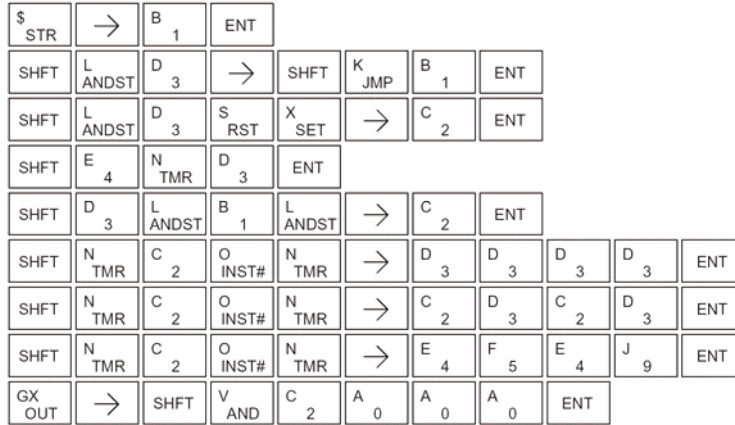 $ STR → B 1 ENT
SHFT L ANDST D 3 → SHFT K JMP B 1 ENT
SHFT L ANDST D 3 S RST X SET → C 2 ENT
SHFT E 4 N TMR D 3 ENT
SHFT D 3 L ANDST B 1 L ANDST → C 2 ENT
SHFT N TMR C 2 O INST# N TMR → D 3 D 3 D 3 D 3 ENT
SHFT N TMR C 2 O INST# N TMR → C 2 D 3 C 2 D 3 ENT
SHFT N TMR C 2 O INST# N TMR → E 4 F 5 E 4 J 9 ENT
GX OUT → SHFT V AND C 2 A 0 A 0 A 0 ENT